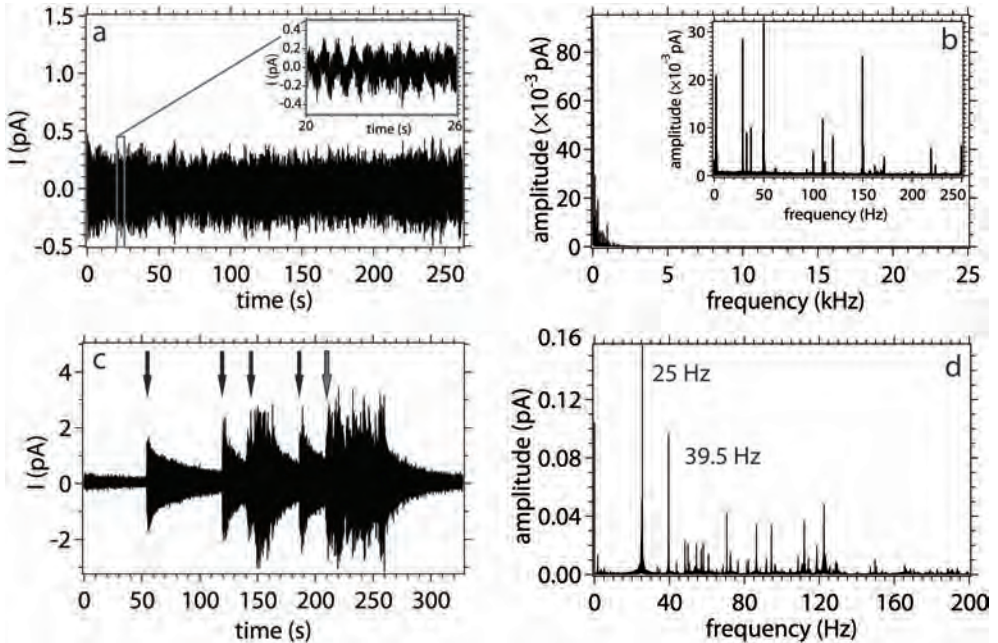 a
I (pA)
1.5
1.0
0.5
0.0
-0.5
0 50 100 150 200 250
time (s)
I (pA)
0.4
0.2
0.0
-0.2
-0.4
20 26
time (s)
b
amplitude (×10⁻³ pA)
80
60
40
20
0
0 5 10 15 20 25
frequency (kHz)
amplitude (×10⁻³ pA)
30
20
10
0
0 50 100 150 200 250
frequency (Hz)
c
I (pA)
4
2
0
-2
0 50 100 150 200 250 300
time (s)
d
amplitude (pA)
0.16
0.12
0.08
0.04
0.00
25 Hz
39.5 Hz
0 40 80 120 160 200
frequency (Hz)